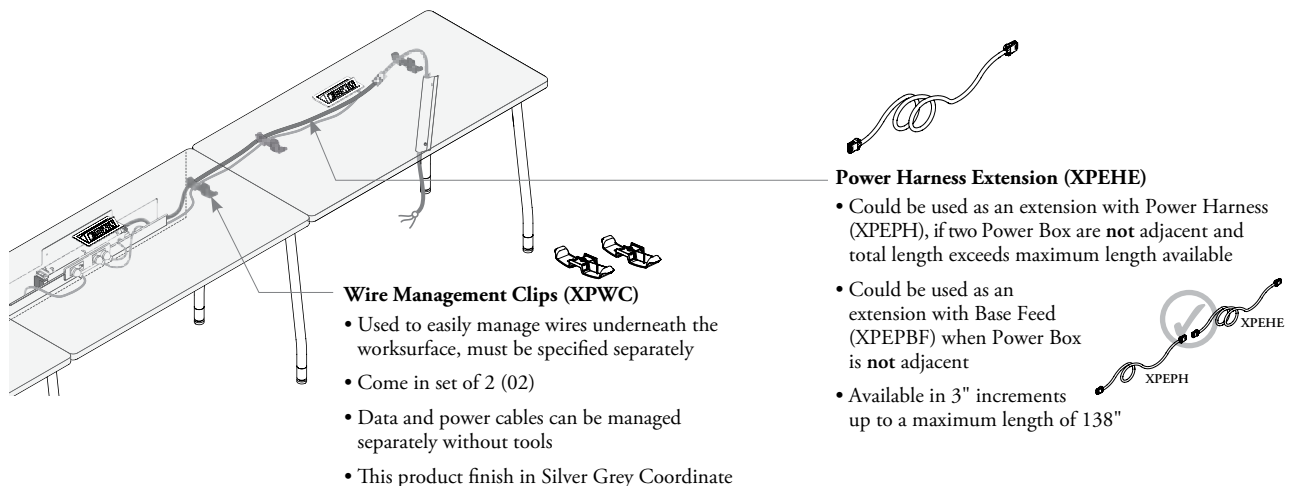 Power Harness Extension (XPEHE)
• Could be used as an extension with Power Harness
(XPEPH), if two Power Box are not adjacent and
total length exceeds maximum length available
• Could be used as an
extension with Base Feed
(XPEPBF) when Power Box
is not adjacent
XPEHE
XPEPH
• Available in 3" increments
up to a maximum length of 138"
Wire Management Clips (XPWC)
• Used to easily manage wires underneath the
worksurface, must be specified separately
• Come in set of 2 (02)
• Data and power cables can be managed
separately without tools
• This product finish in Silver Grey Coordinate